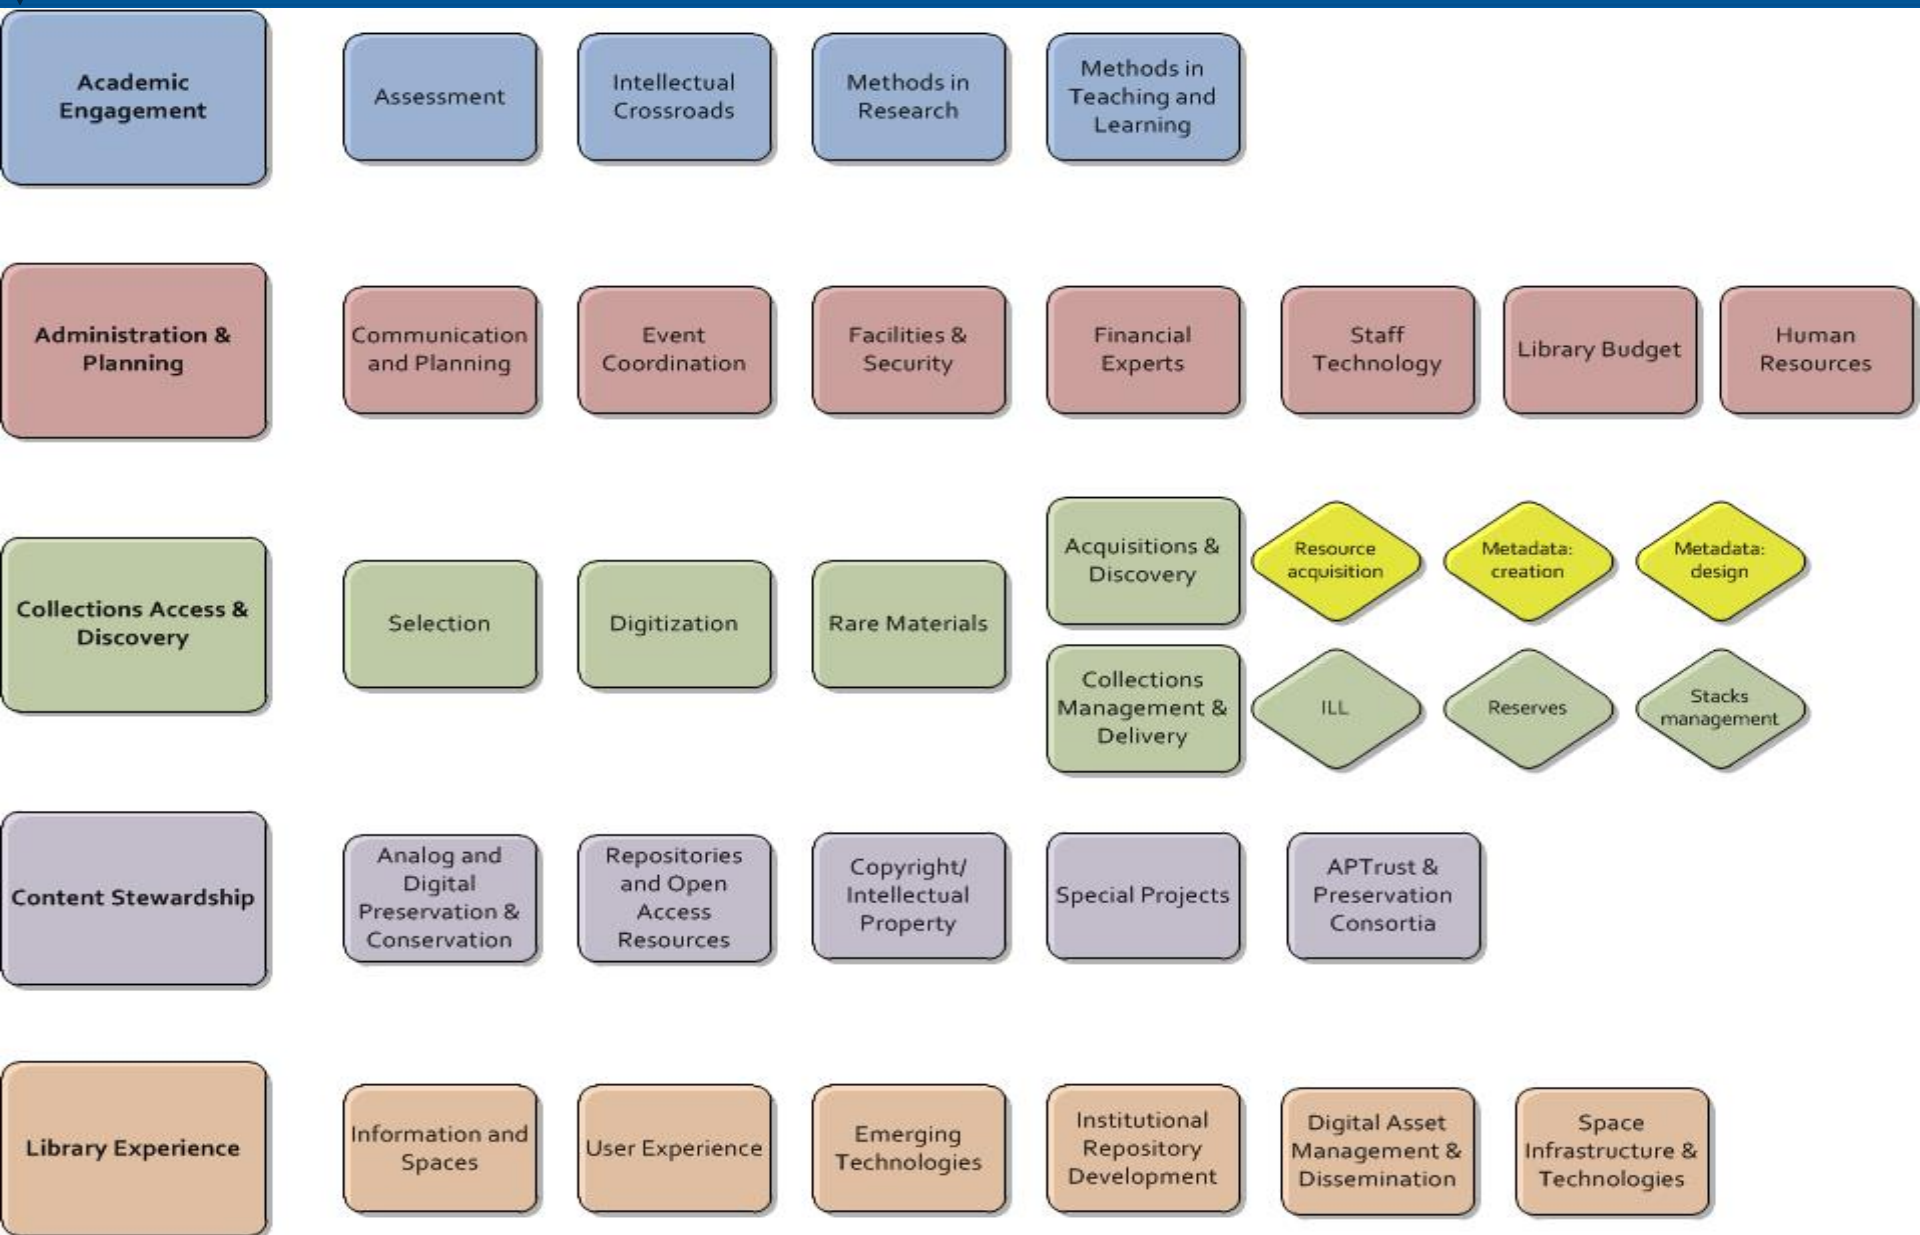 Academic
Engagement
Assessment
Intellectual
Crossroads
Methods in
Research
Methods in
Teaching and
Learning
Administration &
Planning
Communication
and Planning
Event
Coordination
Facilities &
Security
Financial
Experts
Staff
Technology
Library Budget
Human
Resources
Collections Access &
Discovery
Selection
Digitization
Rare Materials
Acquisitions &
Discovery
Resource
acquisition
Metadata:
creation
Metadata:
design
Collections
Management &
Delivery
ILL
Reserves
Stacks
management
Content Stewardship
Analog and
Digital
Preservation &
Conservation
Repositories
and Open
Access
Resources
Copyright/
Intellectual
Property
Special Projects
APTrust &
Preservation
Consortia
Library Experience
Information and
Spaces
User Experience
Emerging
Technologies
Institutional
Repository
Development
Digital Asset
Management &
Dissemination
Space
Infrastructure &
Technologies